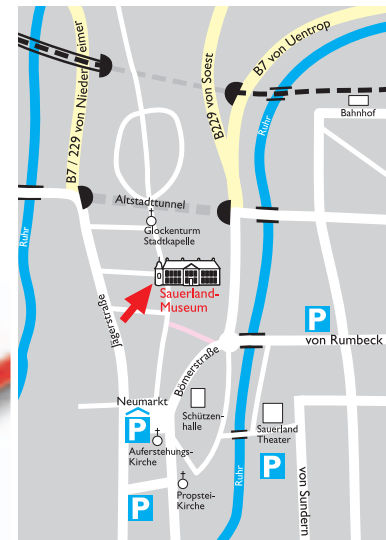 B7 / 229 von Niedereimer
B229 von Soest
B7 von Uentrop
Ruhr
Bahnhof
Altstadttunnel
Glockenturm
Stadtkapelle
Ruhr
Sauerland-
Museum
Jägerstraße
P
von Rumbeck
Bömerstraße
Neumarkt
P
Schützen-
halle
Auferstehungs-
Kirche
Sauerland
Theater
P
Ruhr
von Sundern
Propstei-
Kirche
P